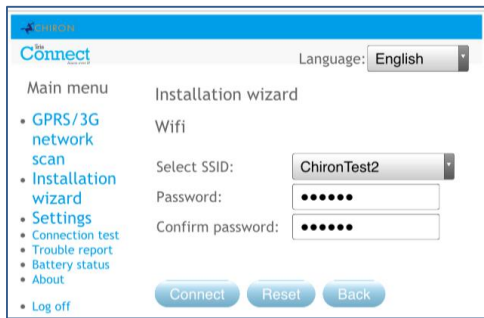 CHIRON
Iris
Connect
Language: English
Main menu
Installation wizard
Wifi
• GPRS/3G
network
scan
• Installation
wizard
• Settings
• Connection test
• Trouble report
• Battery status
• About
• Log off
Select SSID: ChironTest2
Password: ●●●●●●
Confirm password: ●●●●●●
Connect Reset Back